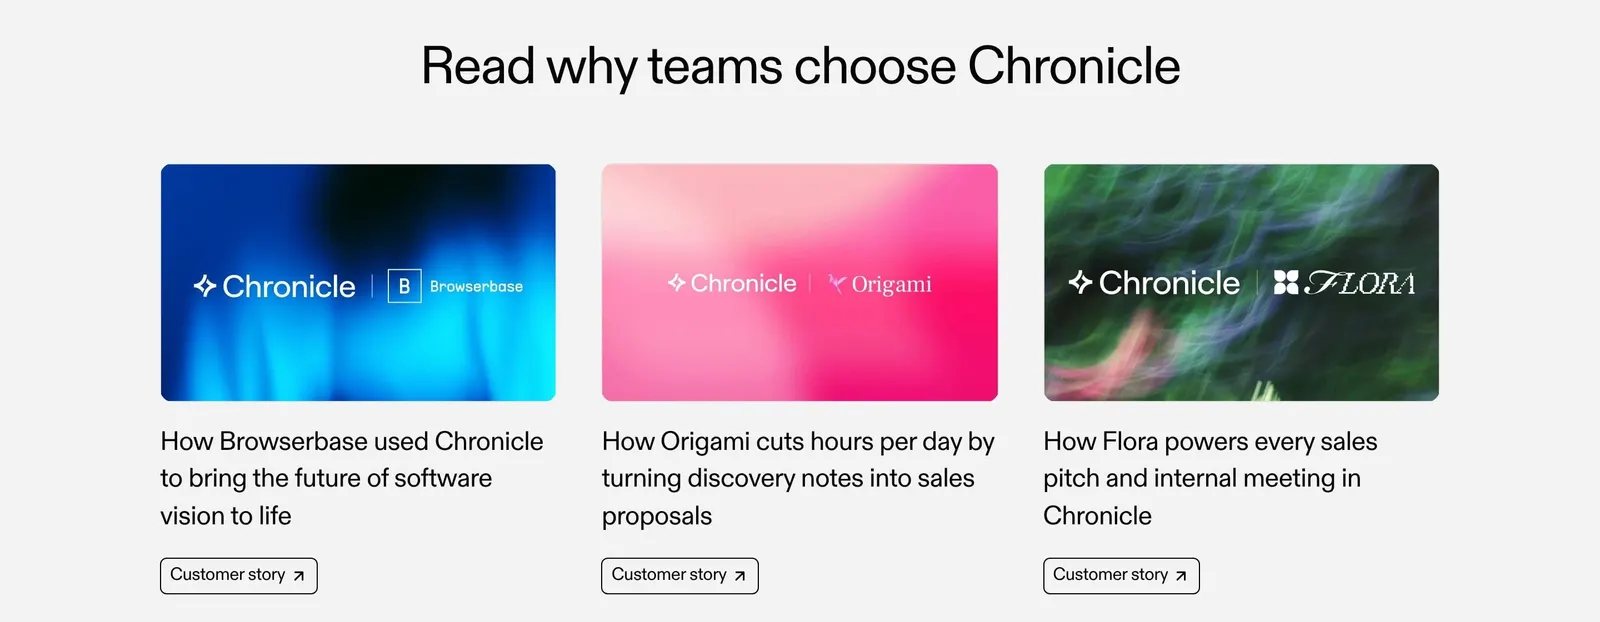 Read why teams choose Chronicle
Chronicle | B Browserbase
How Browserbase used Chronicle
to bring the future of software
vision to life
Customer story ↗
Chronicle | Origami
How Origami cuts hours per day by
turning discovery notes into sales
proposals
Customer story ↗
Chronicle | FLORA
How Flora powers every sales
pitch and internal meeting in
Chronicle
Customer story ↗